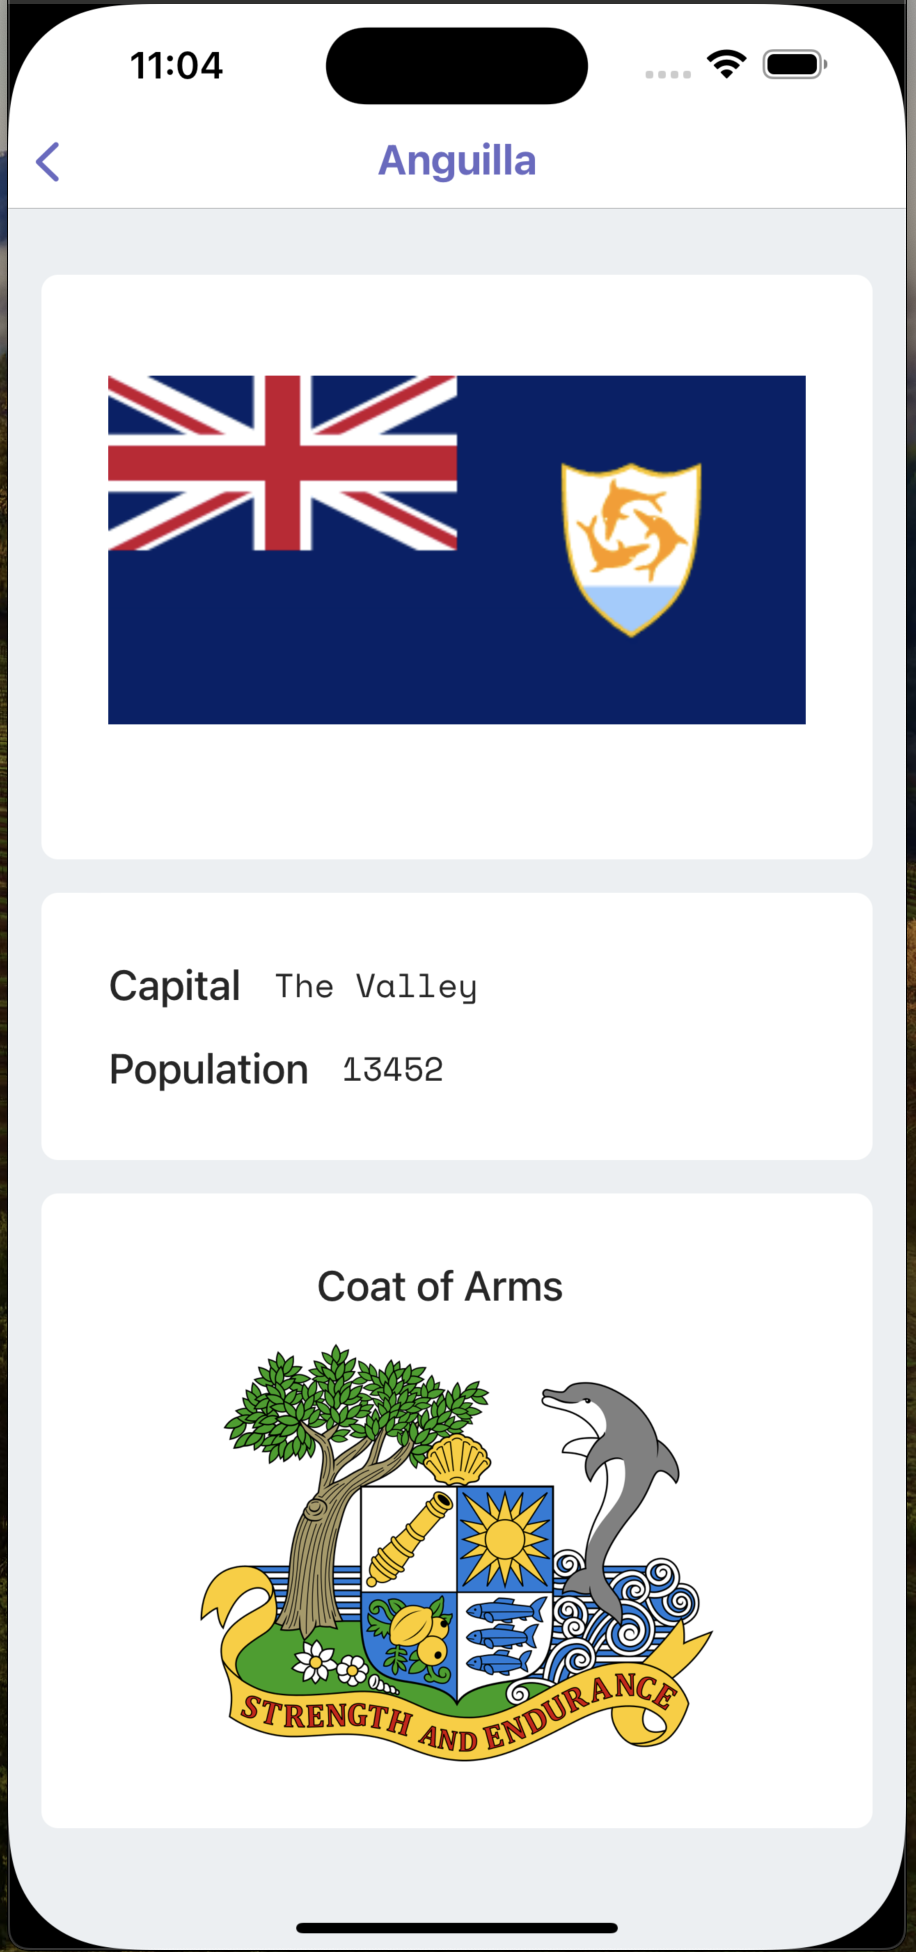 11:04
Anguilla
Capital The Valley
Population 13452
Coat of Arms
STRENGTH AND ENDURANCE